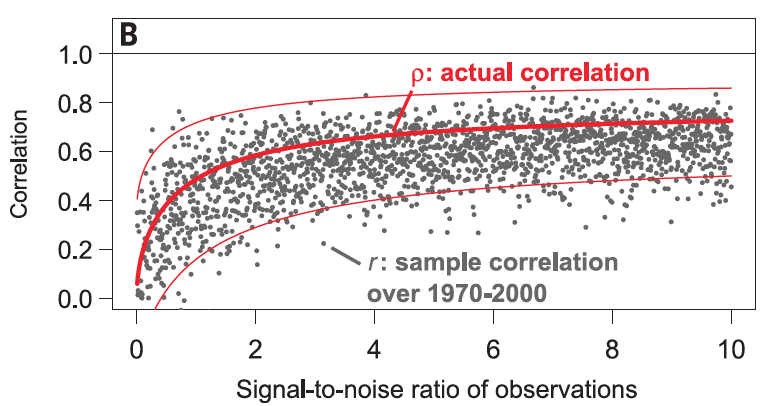 B
1.0
0.8
0.6
0.4
0.2
0.0
Correlation
ρ: actual correlation
r: sample correlation
over 1970-2000
0 2 4 6 8 10
Signal-to-noise ratio of observations